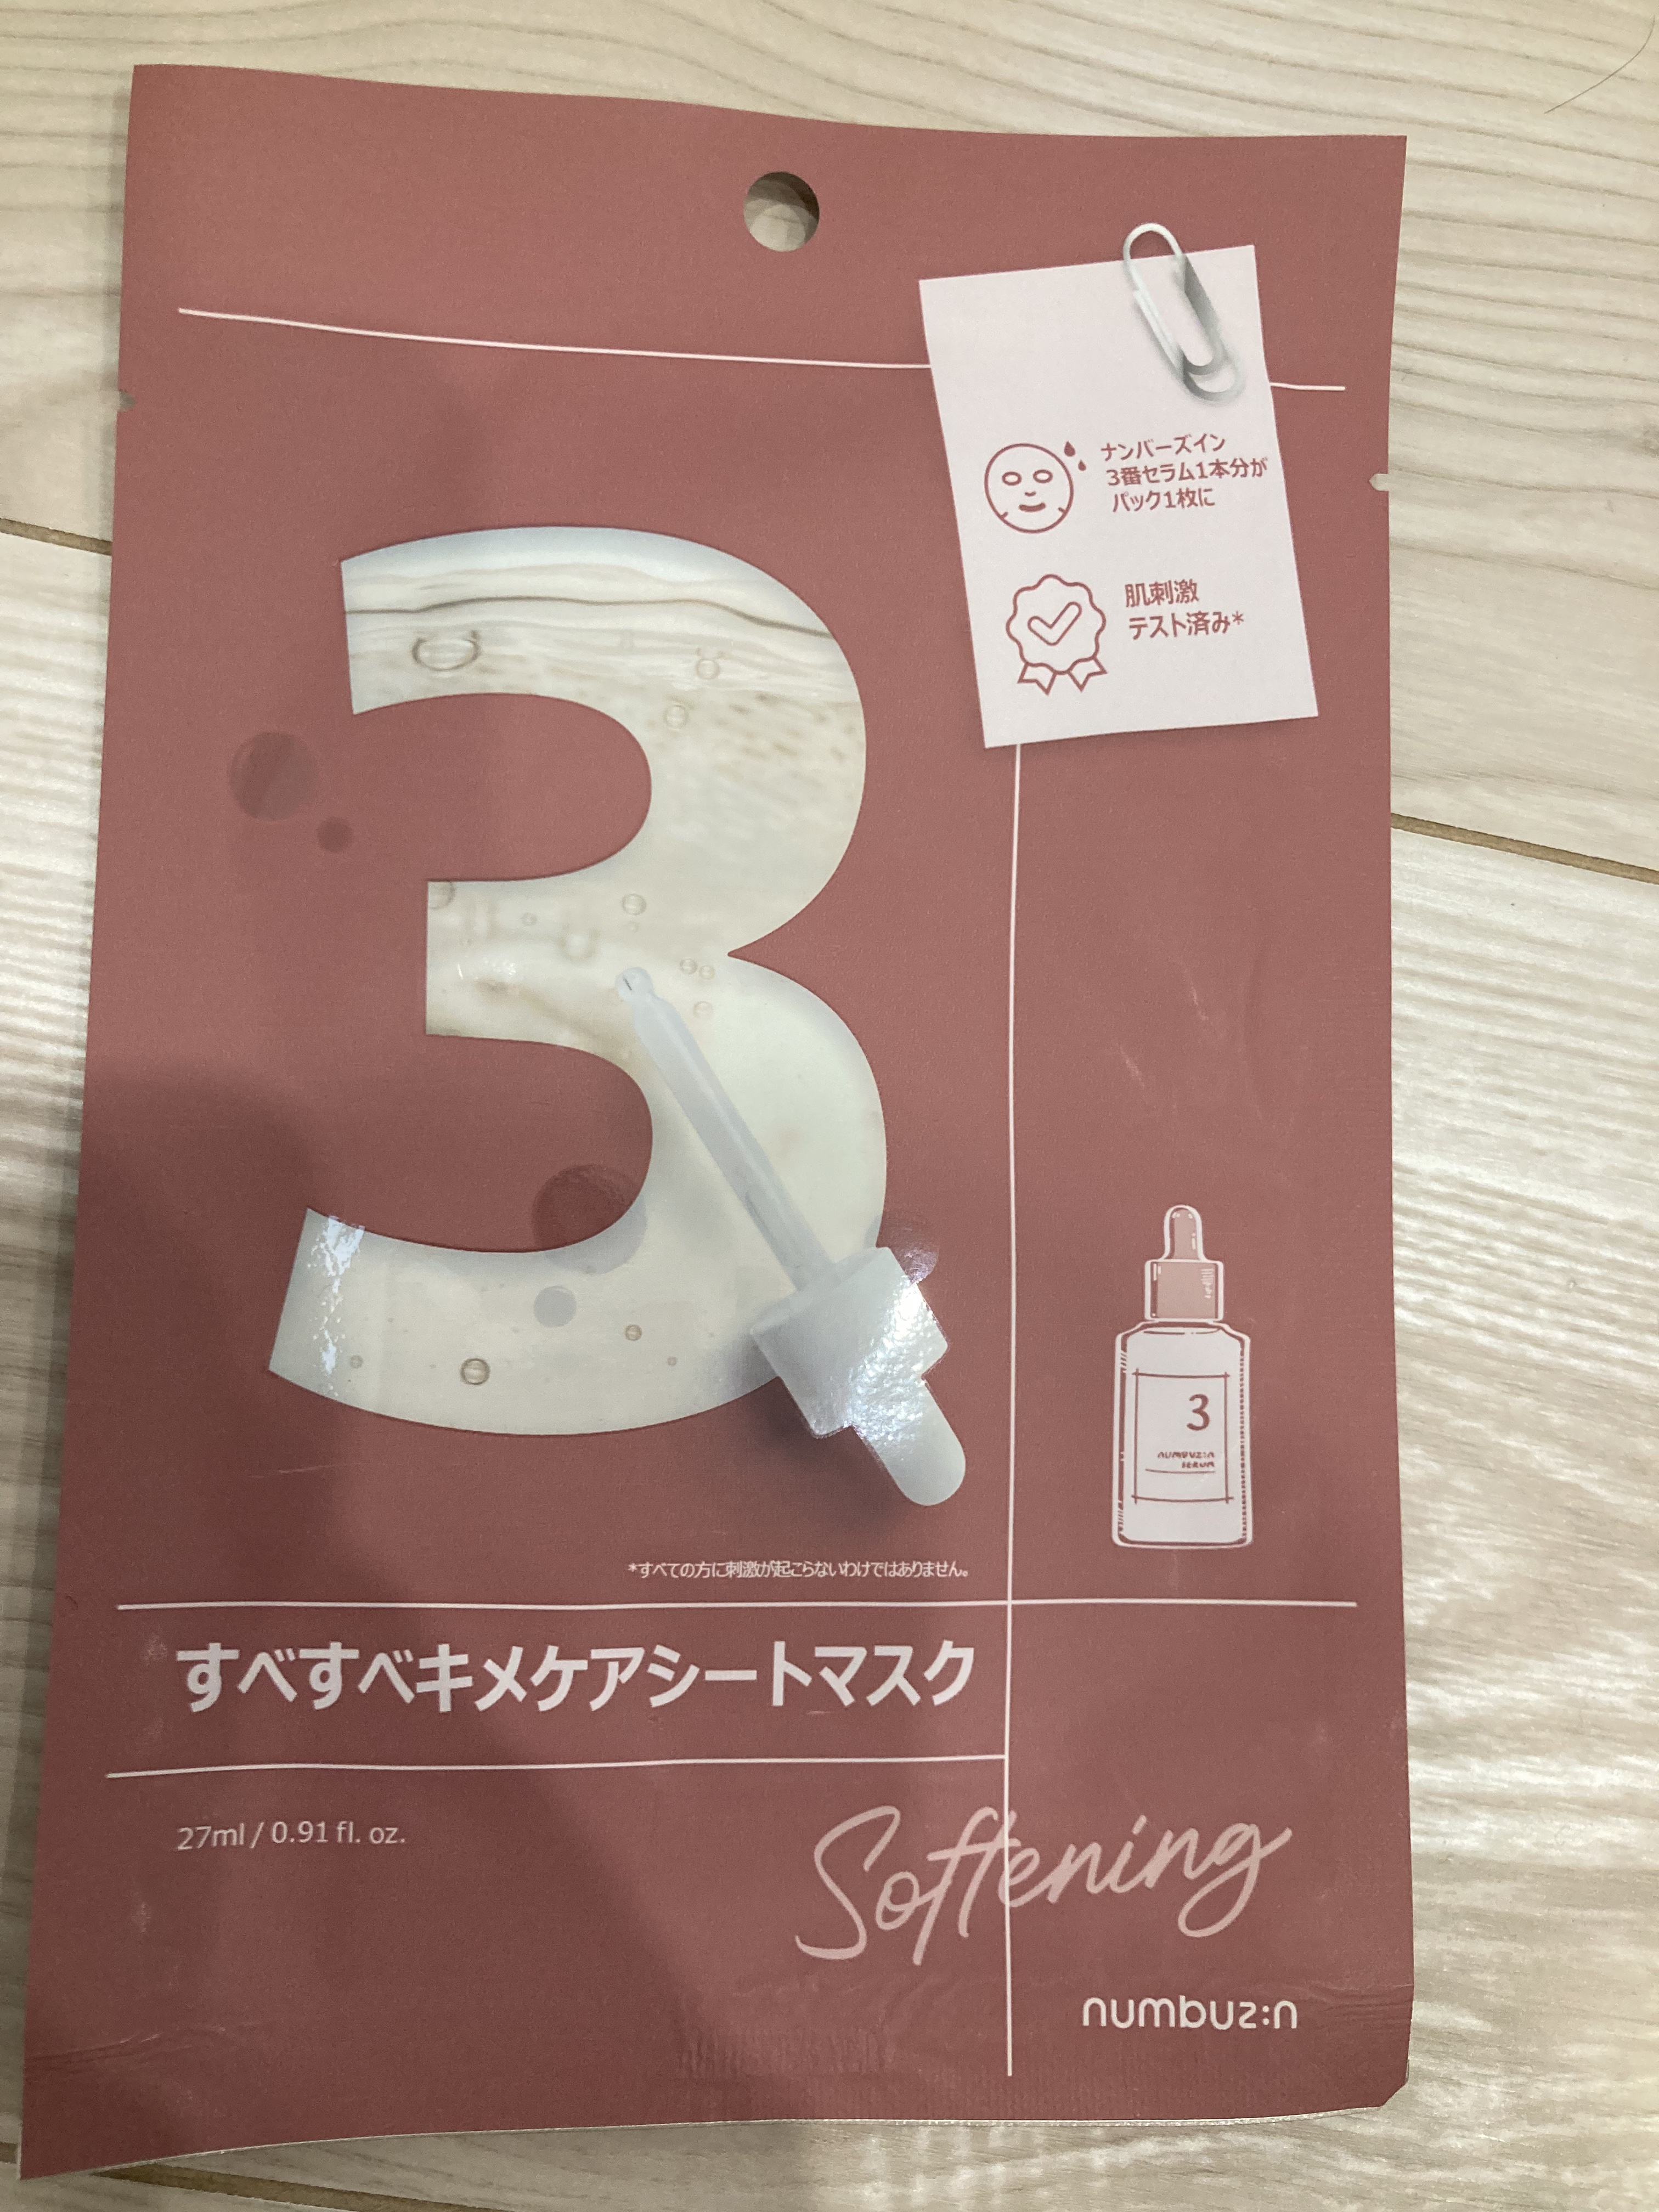 ナンバーズイン
3番セラム1本分が
パック1枚に
肌刺激
テスト済み*
3
3
numbuz:n
serum
*すべての方に刺激が起こらないわけではありません。
すべすべキメケアシートマスク
27ml / 0.91 fl. oz.
Softening
numbuz:n